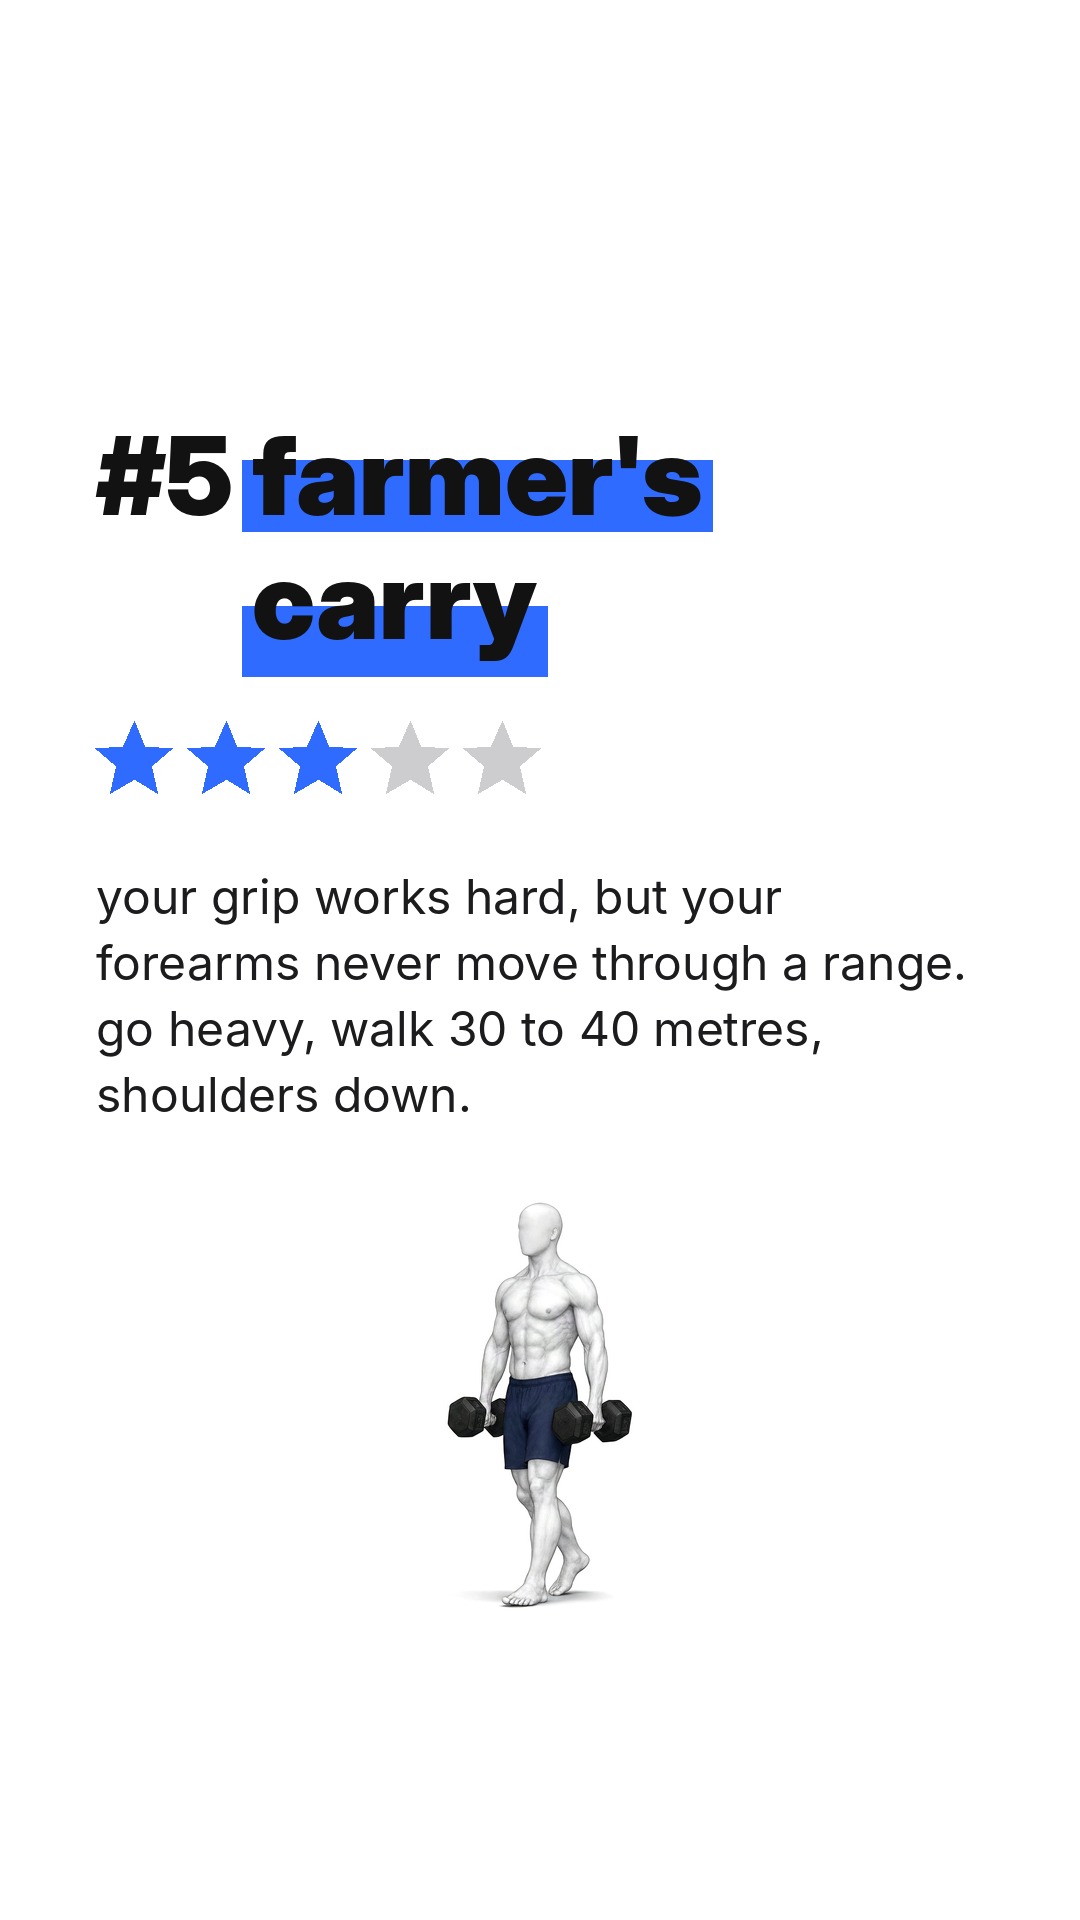 #5 farmer's
carry
your grip works hard, but your
forearms never move through a range.
go heavy, walk 30 to 40 metres,
shoulders down.